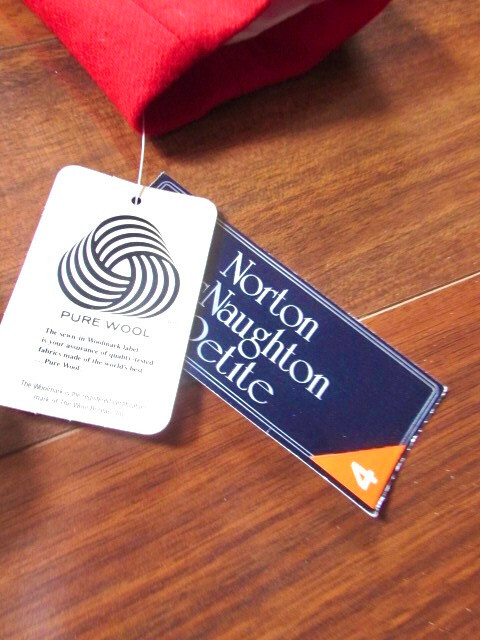 PURE WOOL
The sewn in Woolmark label
is your assurance of quality-tested
fabrics made of the world's best
Pure Wool
The Woolmark is the registered certification
mark of The Wool Bureau
Norton
McNaughton
Petite
4